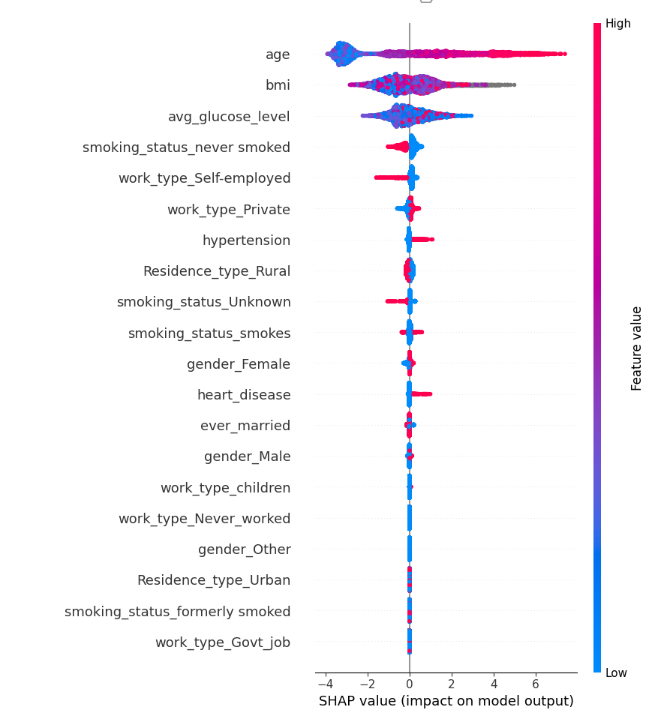 High
age
bmi
avg_glucose_level
smoking_status_never smoked
work_type_Self-employed
work_type_Private
hypertension
Residence_type_Rural
smoking_status_Unknown
smoking_status_smokes
gender_Female
heart_disease
ever_married
gender_Male
work_type_children
work_type_Never_worked
gender_Other
Residence_type_Urban
smoking_status_formerly smoked
work_type_Govt_job
Feature value
Low
−4 −2 0 2 4 6
SHAP value (impact on model output)